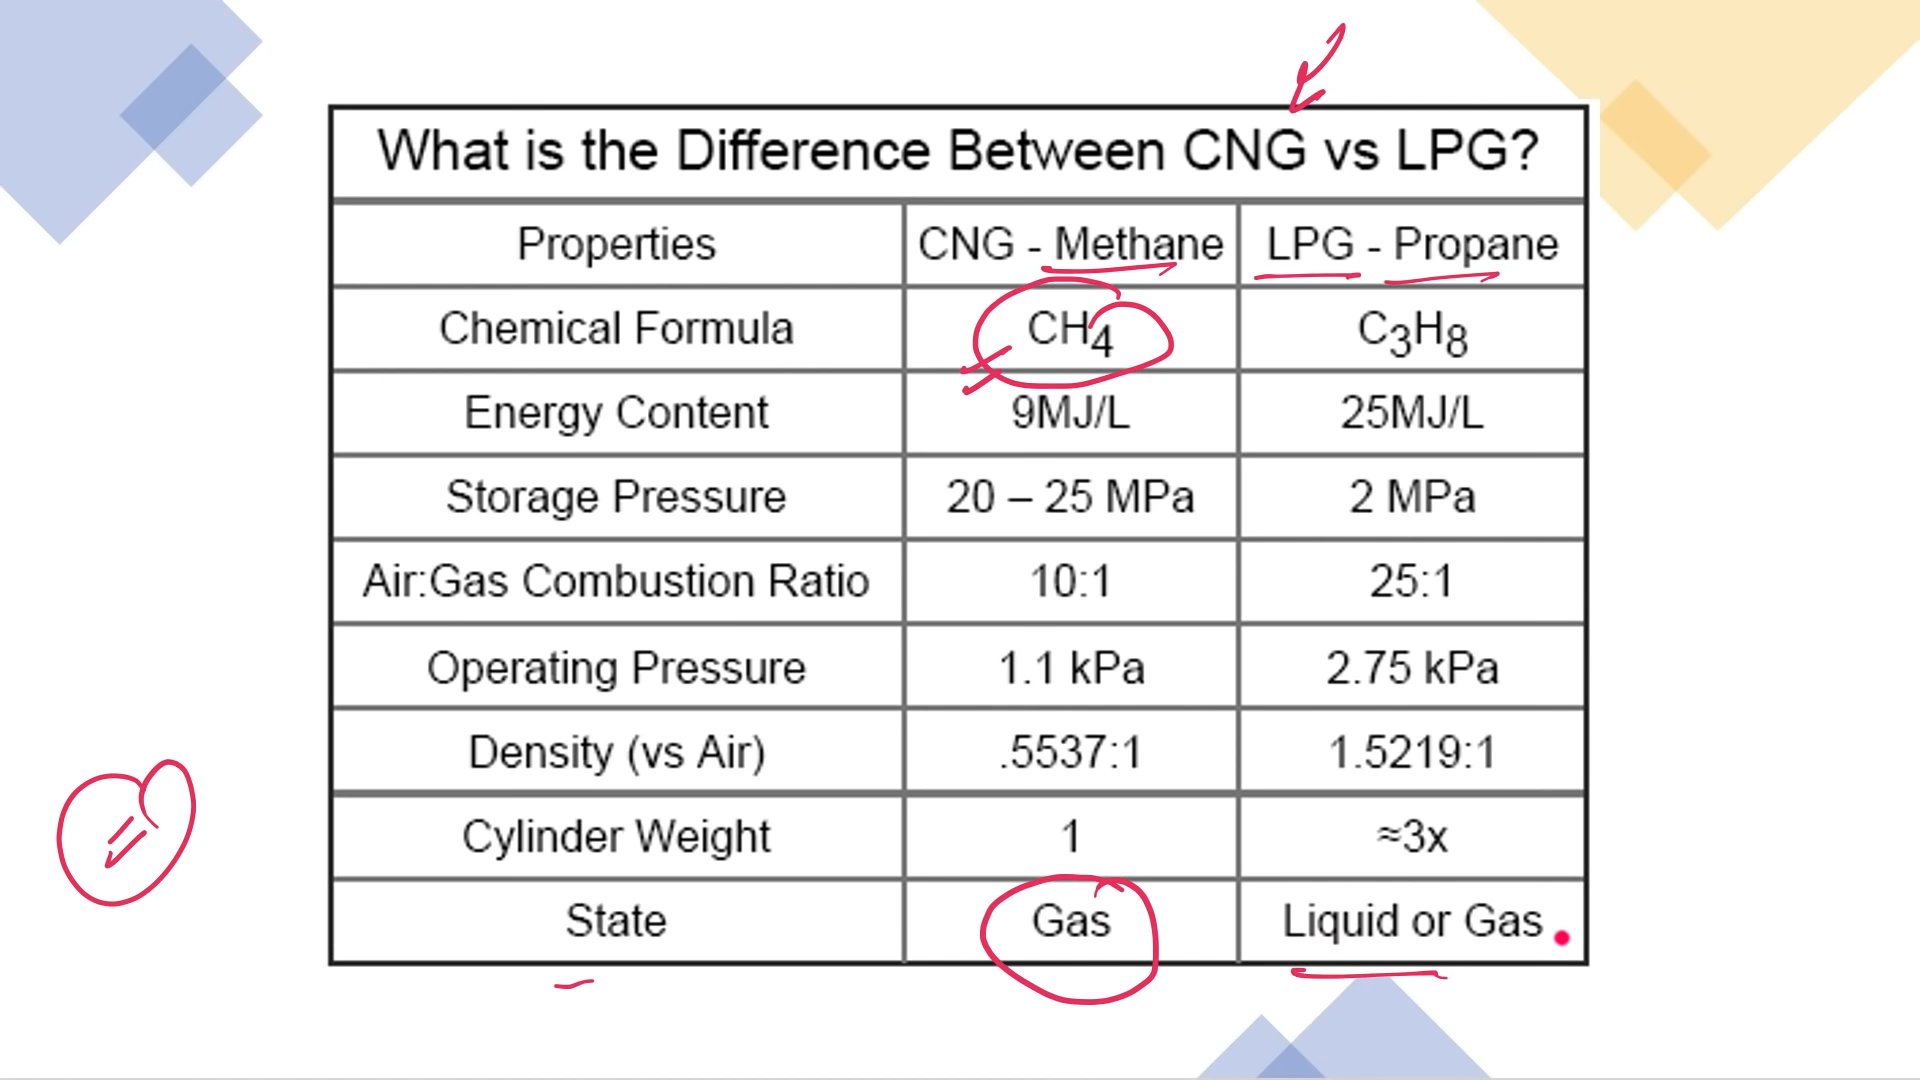 What is the Difference Between CNG vs LPG?
Properties CNG - Methane LPG - Propane
Chemical Formula CH₄ C₃H₈
Energy Content 9MJ/L 25MJ/L
Storage Pressure 20 – 25 MPa 2 MPa
Air:Gas Combustion Ratio 10:1 25:1
Operating Pressure 1.1 kPa 2.75 kPa
Density (vs Air) .5537:1 1.5219:1
Cylinder Weight 1 ≈3x
State Gas Liquid or Gas